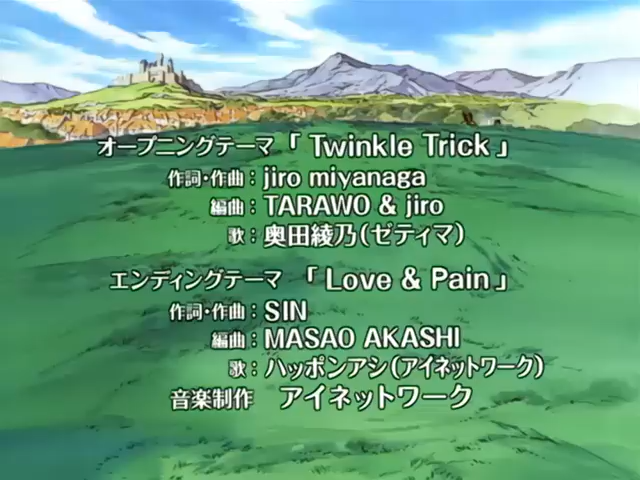 オープニングテーマ「Twinkle Trick」
作詞・作曲：jiro miyanaga
編曲：TARAWO & jiro
歌：奥田綾乃（ゼティマ）
エンディングテーマ 「Love & Pain」
作詞・作曲：SIN
編曲：MASAO AKASHI
歌：ハッポンアシ（アイネットワーク）
音楽制作 アイネットワーク